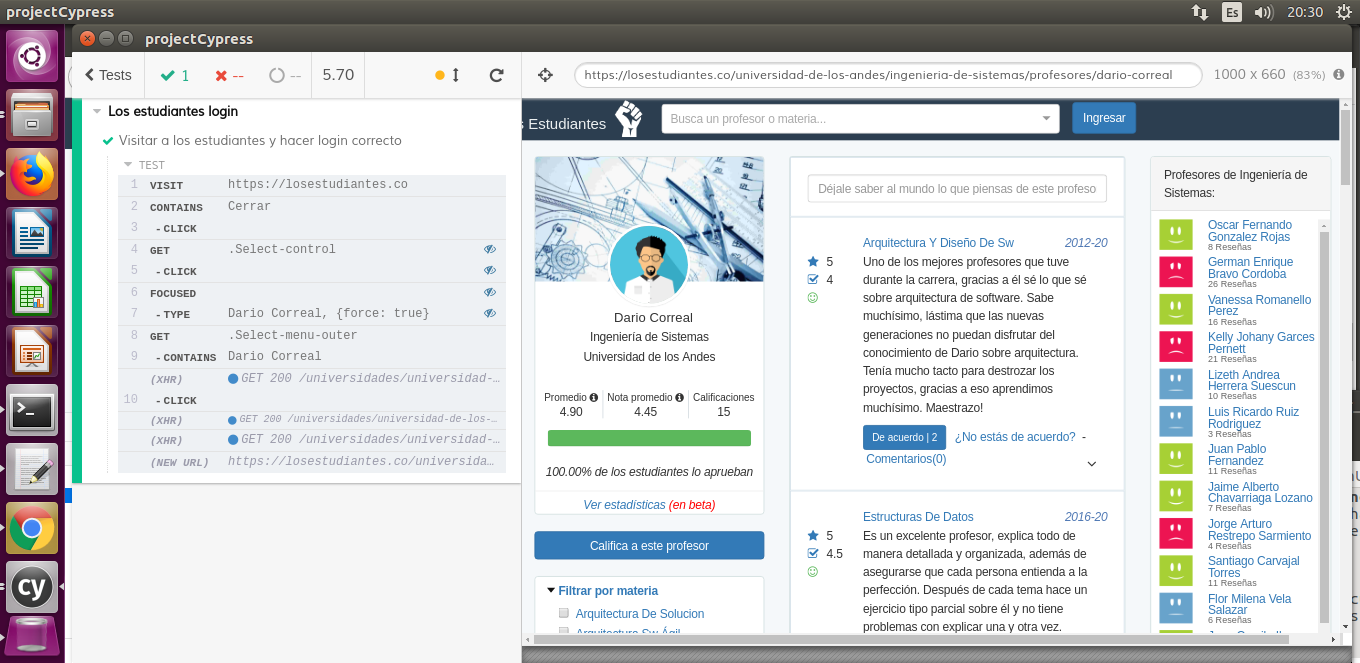 projectCypress
Es 20:30
projectCypress
Tests 1 -- -- 5.70
https://losestudiantes.co/universidad-de-los-andes/ingenieria-de-sistemas/profesores/dario-correal 1000 x 660 (83%)
Los estudiantes login
Visitar a los estudiantes y hacer login correcto
TEST
1 VISIT https://losestudiantes.co
2 CONTAINS Cerrar
3 - CLICK
4 GET .Select-control
5 - CLICK
6 FOCUSED
7 - TYPE Dario Correal, {force: true}
8 GET .Select-menu-outer
9 - CONTAINS Dario Correal
(XHR) GET 200 /universidades/universidad-…
10 - CLICK
(XHR) GET 200 /universidades/universidad-de-los-…
(XHR) GET 200 /universidades/universidad-…
(NEW URL) https://losestudiantes.co/universida…
cy
s Estudiantes
Busca un profesor o materia...
Ingresar
Dario Correal
Ingeniería de Sistemas
Universidad de los Andes
Promedio Nota promedio Calificaciones
4.90 4.45 15
100.00% de los estudiantes lo aprueban
Ver estadísticas (en beta)
Califica a este profesor
Filtrar por materia
Arquitectura De Solucion
Arquitectura Sw Ágil
Déjale saber al mundo lo que piensas de este profeso
Arquitectura Y Diseño De Sw 2012-20
5
4
Uno de los mejores profesores que tuve
durante la carrera, gracias a él sé lo que sé
sobre arquitectura de software. Sabe
muchísimo, lástima que las nuevas
generaciones no puedan disfrutar del
conocimiento de Dario sobre arquitectura.
Tenía mucho tacto para destrozar los
proyectos, gracias a eso aprendimos
muchísimo. Maestrazo!
De acuerdo | 2 ¿No estás de acuerdo? -
Comentarios(0)
Estructuras De Datos 2016-20
5
4.5
Es un excelente profesor, explica todo de
manera detallada y organizada, además de
asegurarse que cada persona entienda a la
perfección. Después de cada tema hace un
ejercicio tipo parcial sobre él y no tiene
problemas con explicar una y otra vez.
Profesores de Ingeniería de
Sistemas:
Oscar Fernando
Gonzalez Rojas
8 Reseñas
German Enrique
Bravo Cordoba
26 Reseñas
Vanessa Romanello
Perez
16 Reseñas
Kelly Johany Garces
Pernett
21 Reseñas
Lizeth Andrea
Herrera Suescun
10 Reseñas
Luis Ricardo Ruiz
Rodriguez
3 Reseñas
Juan Pablo
Fernandez
11 Reseñas
Jaime Alberto
Chavarriaga Lozano
7 Reseñas
Jorge Arturo
Restrepo Sarmiento
4 Reseñas
Santiago Carvajal
Torres
11 Reseñas
Flor Milena Vela
Salazar
6 Reseñas